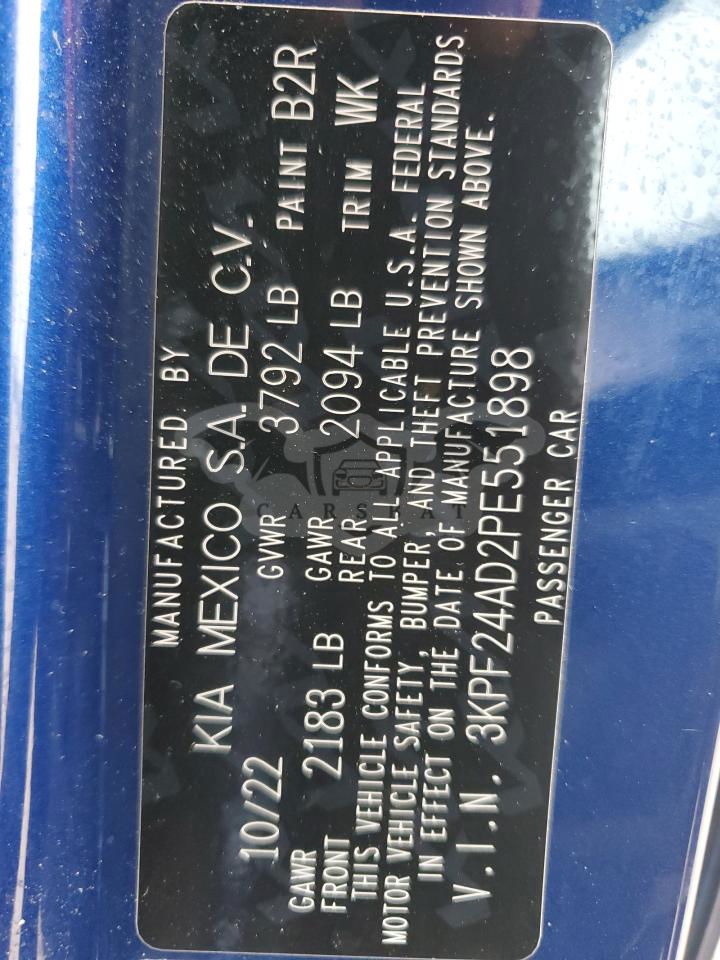 MANUFACTURED BY
KIA MEXICO S.A. DE C.V.
10/22 GVWR 3792 LB PAINT B2R
GAWR FRONT 2183 LB GAWR REAR 2094 LB TRIM WK
THIS VEHICLE CONFORMS TO ALL APPLICABLE U.S.A. FEDERAL
MOTOR VEHICLE SAFETY, BUMPER, AND THEFT PREVENTION STANDARDS
IN EFFECT ON THE DATE OF MANUFACTURE SHOWN ABOVE.
V.I.N. 3KPF24AD2PE551898
PASSENGER CAR
CARSFAT